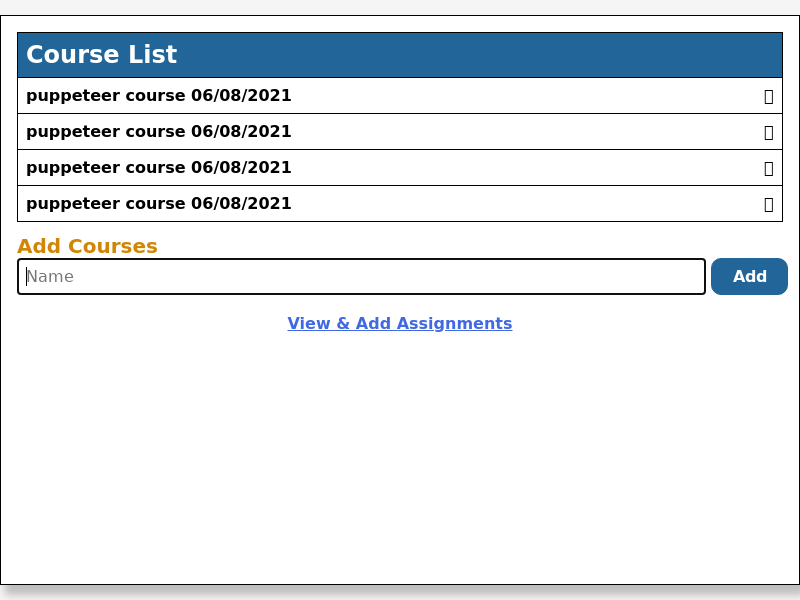 Course List
puppeteer course 06/08/2021
puppeteer course 06/08/2021
puppeteer course 06/08/2021
puppeteer course 06/08/2021
Add Courses
Name
Add
View & Add Assignments